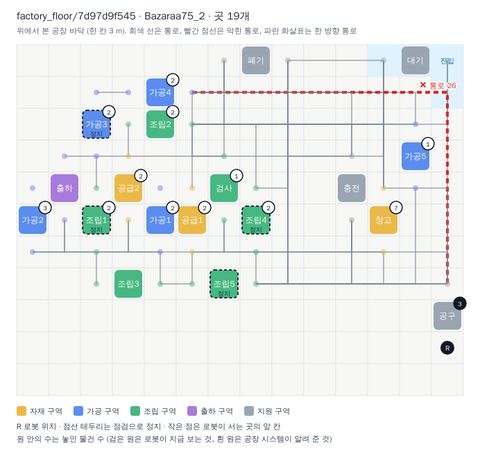 factory_floor/7d97d9f545 · Bazaraa75_2 · 곳 19개
위에서 본 공장 바닥 (한 칸 3 m). 회색 선은 통로, 빨간 점선은 막힌 통로, 파란 화살표는 한 방향 통로
폐기
대기
전립
✕ 통로 26
2
가공4
2
가공3
정지
2
조립2
1
가공5
출하
2
공급2
1
검사
충전
3
가공2
2
조립1
정지
2
가공1
2
공급1
2
조립4
정지
7
창고
조립3
2
조립5
정지
3
공구
R
자재 구역
가공 구역
조립 구역
출하 구역
지원 구역
R 로봇 위치 · 점선 테두리는 점검으로 정지 · 작은 점은 로봇이 서는 곳의 앞 칸
원 안의 수는 놓인 물건 수 (검은 원은 로봇이 지금 보는 것, 흰 원은 공장 시스템이 알려 준 것)